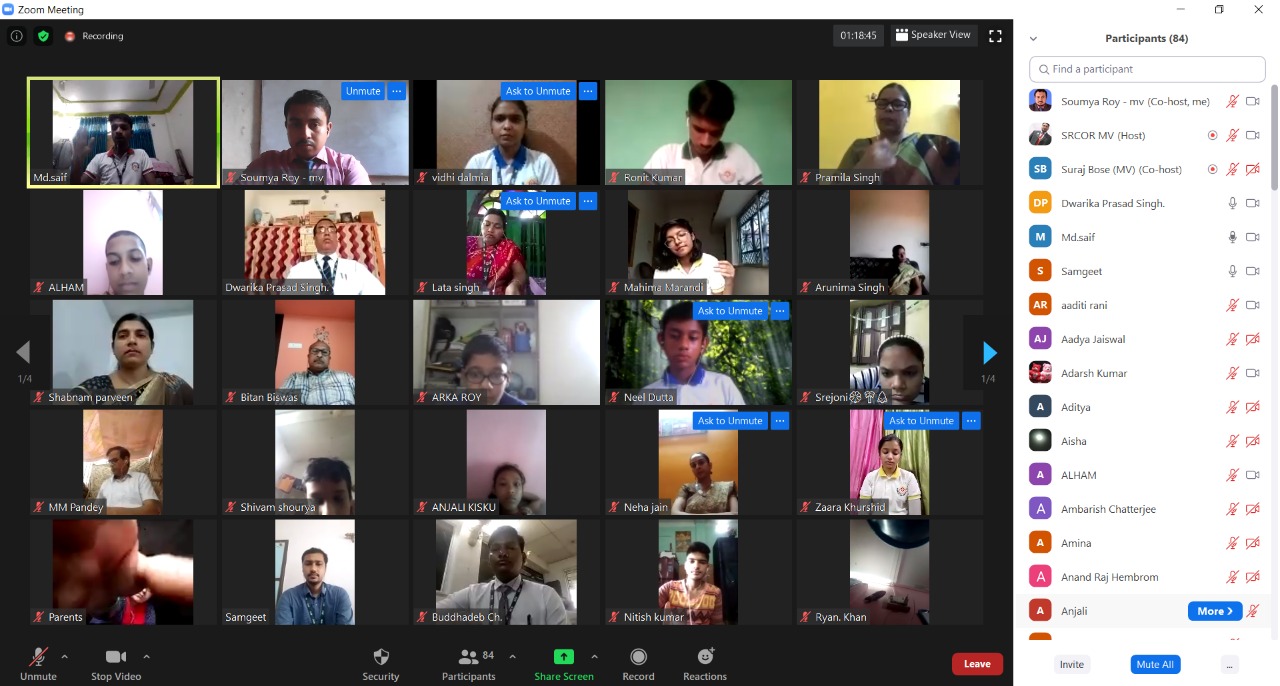 Zoom Meeting
Recording
01:18:45
Speaker View
Unmute
Ask to Unmute
Md.saif
Soumya Roy - mv
vidhi dalmia
Ronit Kumar
Pramila Singh
Ask to Unmute
ALHAM
Dwarika Prasad Singh.
Lata singh
Mahima Marandi
Arunima Singh
Ask to Unmute
1/4
1/4
Shabnam parveen
Bitan Biswas
ARKA ROY
Neel Dutta
Srejoni
Ask to Unmute
Ask to Unmute
MM Pandey
Shivam shourya
ANJALI KISKU
Neha jain
Zaara Khurshid
Parents
Samgeet
Buddhadeb Ch.
Nitish kumar
Ryan. Khan
Unmute
Stop Video
Security
84
Participants
Share Screen
Record
Reactions
Leave
Participants (84)
Find a participant
Soumya Roy - mv (Co-host, me)
SRCOR MV (Host)
SB Suraj Bose (MV) (Co-host)
DP Dwarika Prasad Singh.
M Md.saif
S Samgeet
AR aaditi rani
AJ Aadya Jaiswal
Adarsh Kumar
A Aditya
Aisha
A ALHAM
A Ambarish Chatterjee
A Amina
A Anand Raj Hembrom
A Anjali
More
Invite
Mute All
...